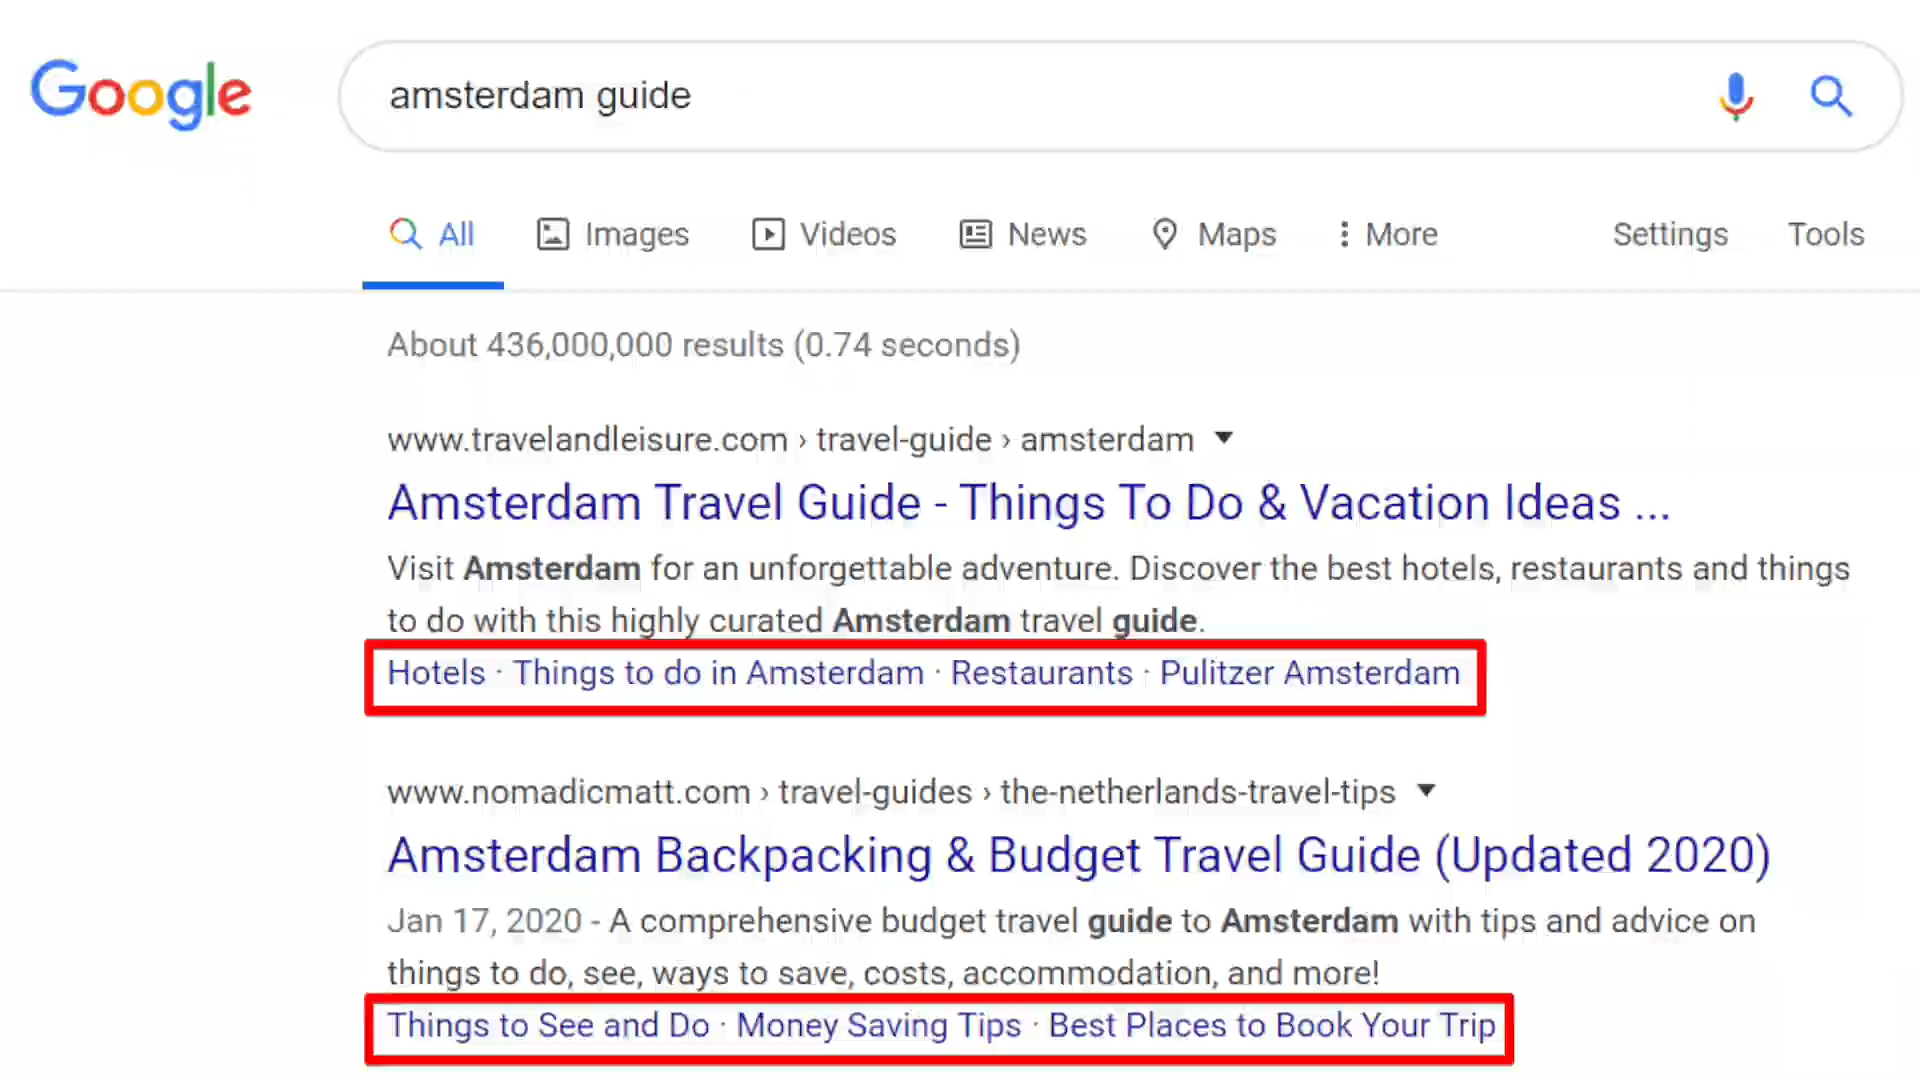 Google
amsterdam guide
All Images Videos News Maps More Settings Tools
About 436,000,000 results (0.74 seconds)
www.travelandleisure.com › travel-guide › amsterdam
Amsterdam Travel Guide - Things To Do & Vacation Ideas ...
Visit Amsterdam for an unforgettable adventure. Discover the best hotels, restaurants and things
to do with this highly curated Amsterdam travel guide.
Hotels · Things to do in Amsterdam · Restaurants · Pulitzer Amsterdam
www.nomadicmatt.com › travel-guides › the-netherlands-travel-tips
Amsterdam Backpacking & Budget Travel Guide (Updated 2020)
Jan 17, 2020 - A comprehensive budget travel guide to Amsterdam with tips and advice on
things to do, see, ways to save, costs, accommodation, and more!
Things to See and Do · Money Saving Tips · Best Places to Book Your Trip